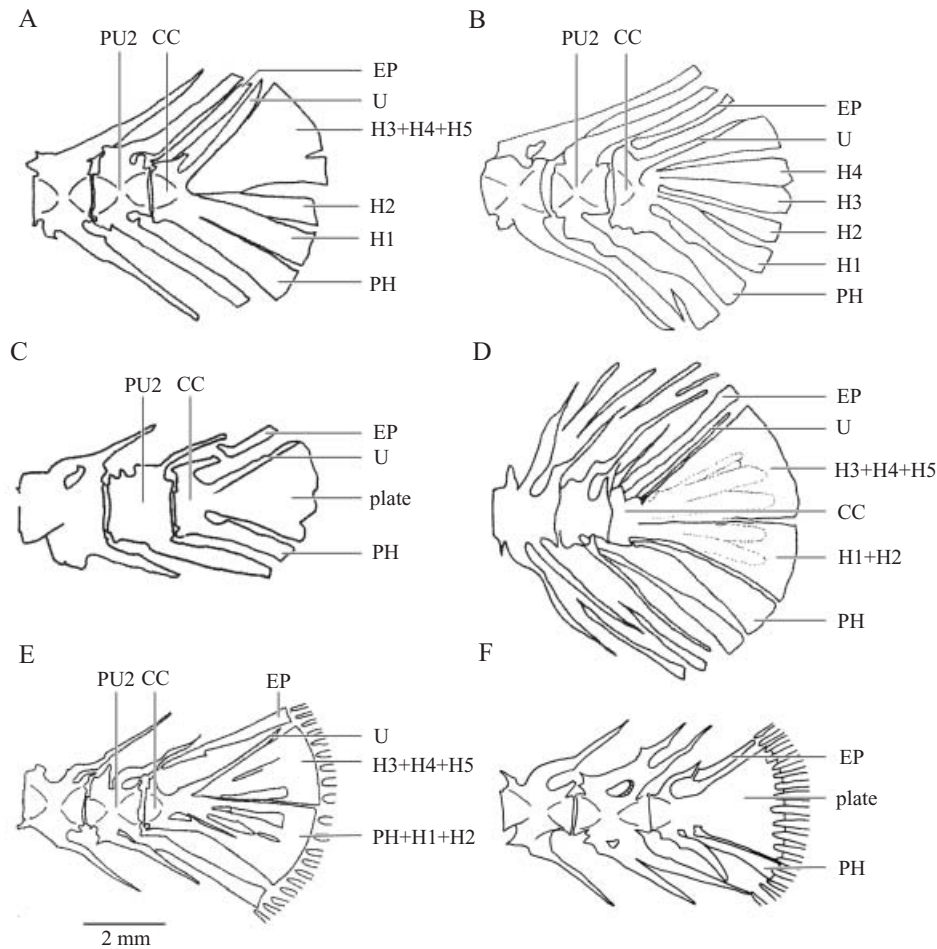 A
PU2 CC
EP
U
H3+H4+H5
H2
H1
PH
B
PU2 CC
EP
U
H4
H3
H2
H1
PH
C
PU2 CC
EP
U
plate
PH
D
EP
U
H3+H4+H5
CC
H1+H2
PH
E
PU2 CC EP
U
H3+H4+H5
PH+H1+H2
2 mm
F
EP
plate
PH